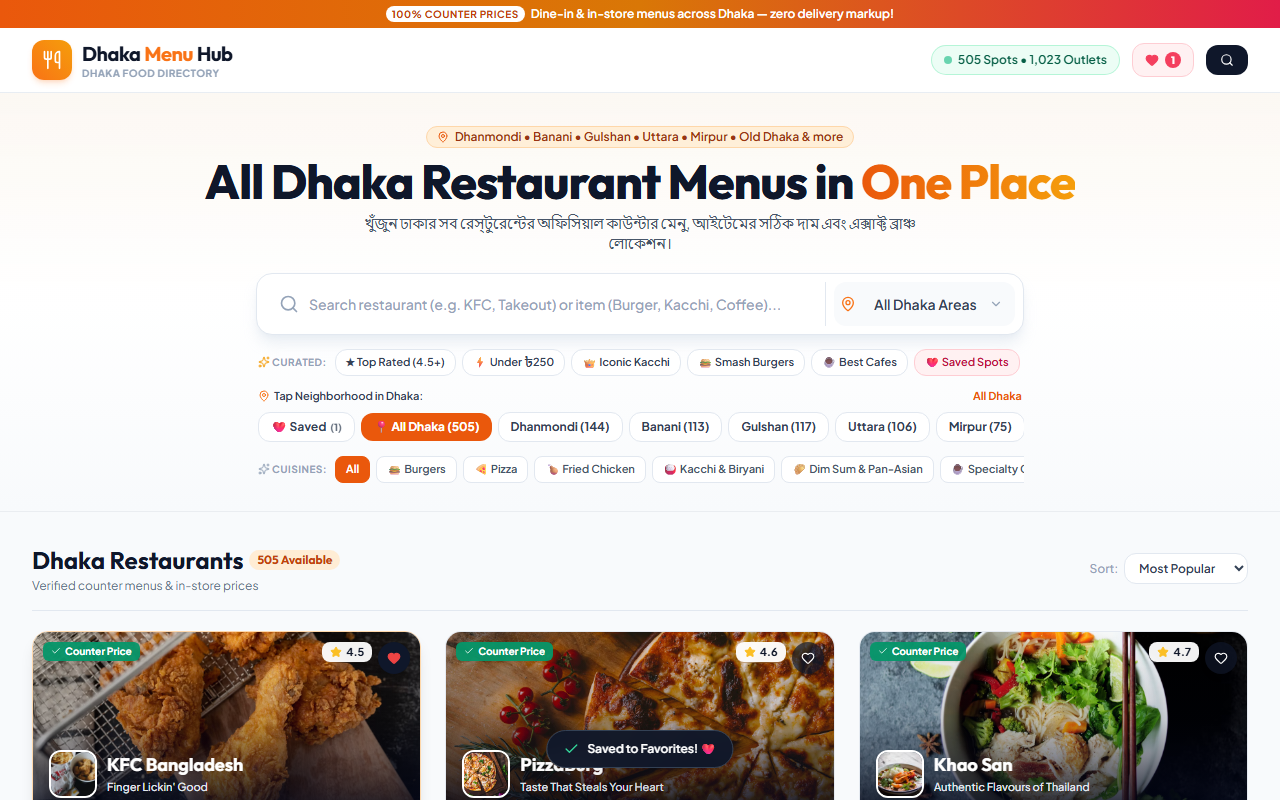 100% COUNTER PRICES Dine-in & in-store menus across Dhaka — zero delivery markup!
Dhaka Menu Hub
DHAKA FOOD DIRECTORY
505 Spots • 1,023 Outlets
1
Dhanmondi • Banani • Gulshan • Uttara • Mirpur • Old Dhaka & more
All Dhaka Restaurant Menus in One Place
খুঁজুন ঢাকার সব রেস্টুরেন্টের অফিসিয়াল কাউন্টার মেনু, আইটেমের সঠিক দাম এবং এক্সাক্ট ব্রাঞ্চ
লোকেশন।
Search restaurant (e.g. KFC, Takeout) or item (Burger, Kacchi, Coffee)...
All Dhaka Areas
CURATED:
★ Top Rated (4.5+)
Under ৳250
Iconic Kacchi
Smash Burgers
Best Cafes
Saved Spots
Tap Neighborhood in Dhaka:
All Dhaka
Saved (1)
All Dhaka (505)
Dhanmondi (144)
Banani (113)
Gulshan (117)
Uttara (106)
Mirpur (75)
CUISINES:
All
Burgers
Pizza
Fried Chicken
Kacchi & Biryani
Dim Sum & Pan-Asian
Specialty
Dhaka Restaurants
505 Available
Verified counter menus & in-store prices
Sort:
Most Popular
Counter Price
4.5
KFC Bangladesh
Finger Lickin' Good
Counter Price
4.6
Taste That Steals Your Heart
Counter Price
4.7
Khao San
Authentic Flavours of Thailand
Saved to Favorites!